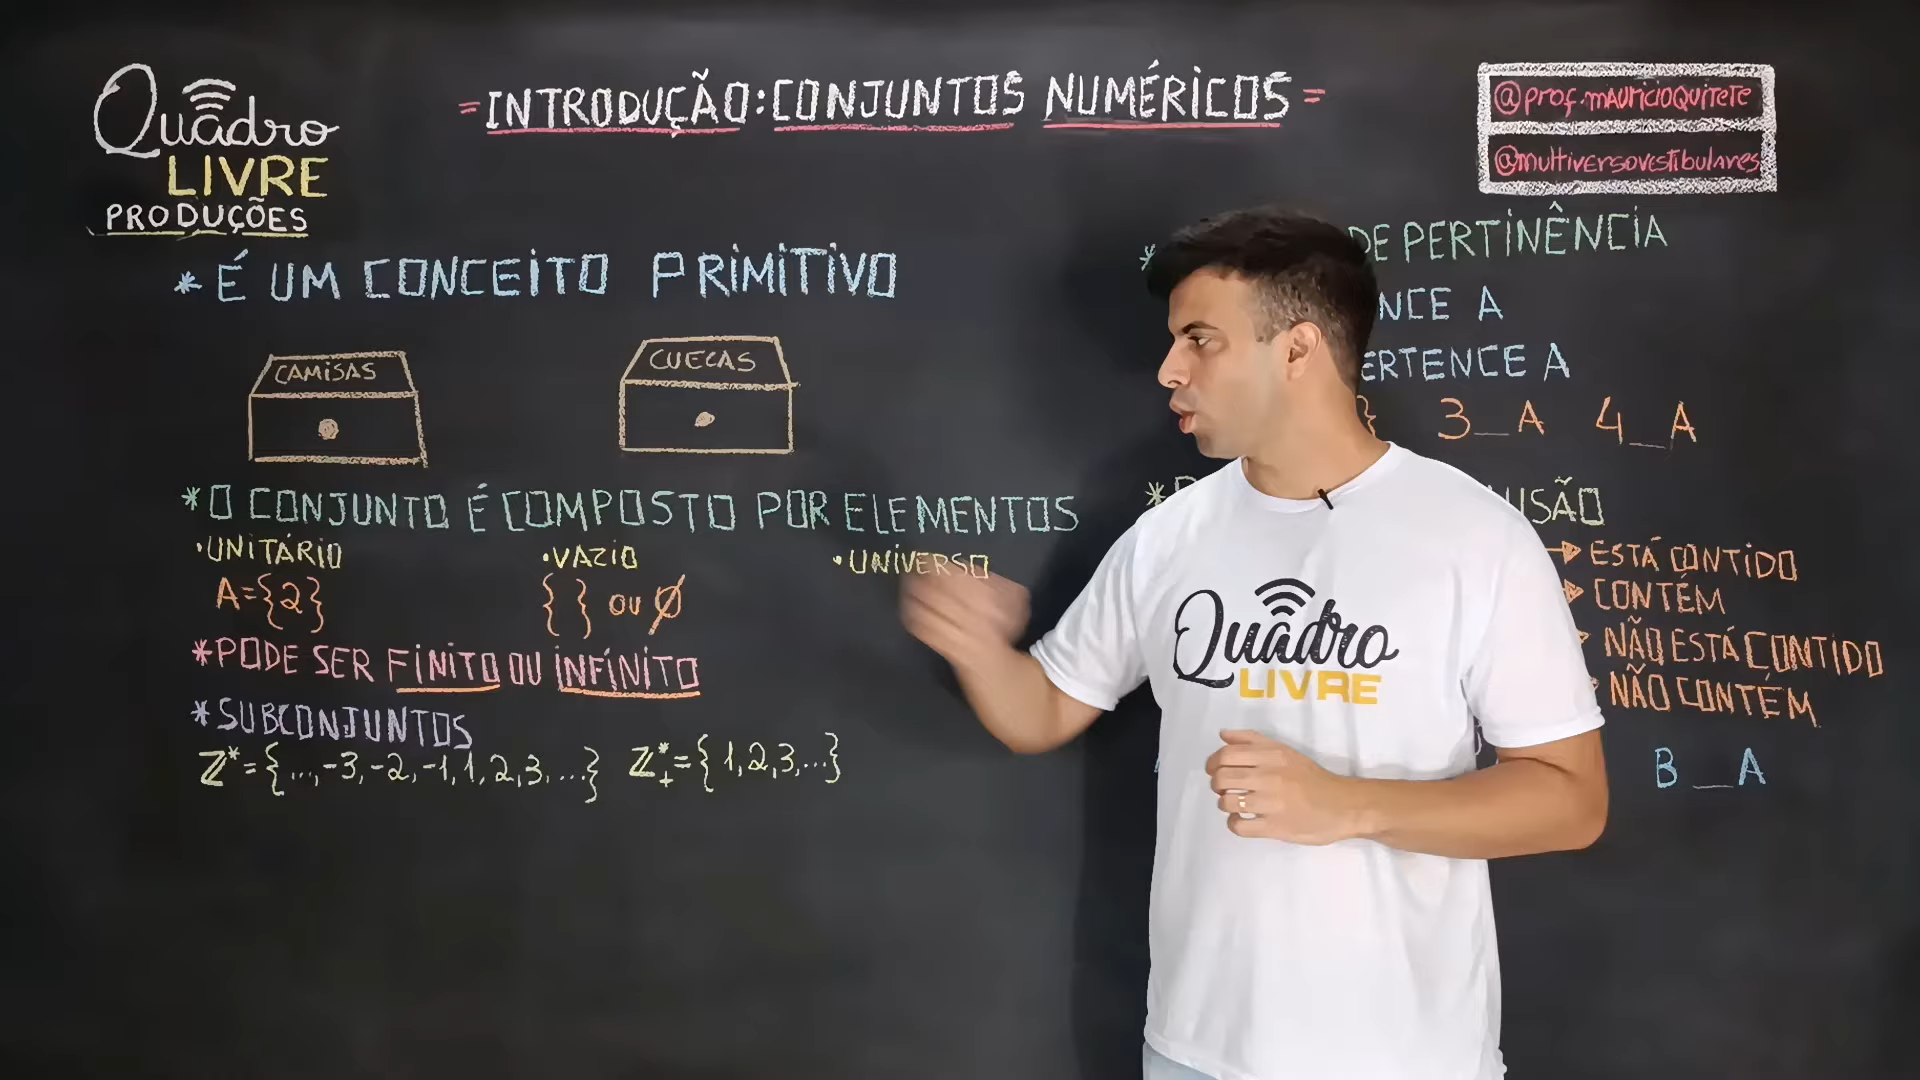 Quadro
LIVRE
PRODUÇÕES
=INTRODUÇÃO:CONJUNTOS NUMÉRICOS=
@prof.mauricioquitete
@multiversovestibulares
*É UM CONCEITO PRIMITIVO
CAMISAS
CUECAS
*O CONJUNTO É COMPOSTO POR ELEMENTOS
•UNITÁRIO •VAZIO •UNIVERSO
A={2} { } ou Ø
*PODE SER FINITO OU INFINITO
*SUBCONJUNTOS
ℤ*={...,-3,-2,-1,1,2,3,...} ℤ*₊={1,2,3,...}
* DE PERTINÊNCIA
NCE A
ERTENCE A
} 3_A 4_A
* USÃO
→ ESTÁ CONTIDO
CONTÉM
NÃO ESTÁ CONTIDO
NÃO CONTÉM
B _ A
Quadro
LIVRE